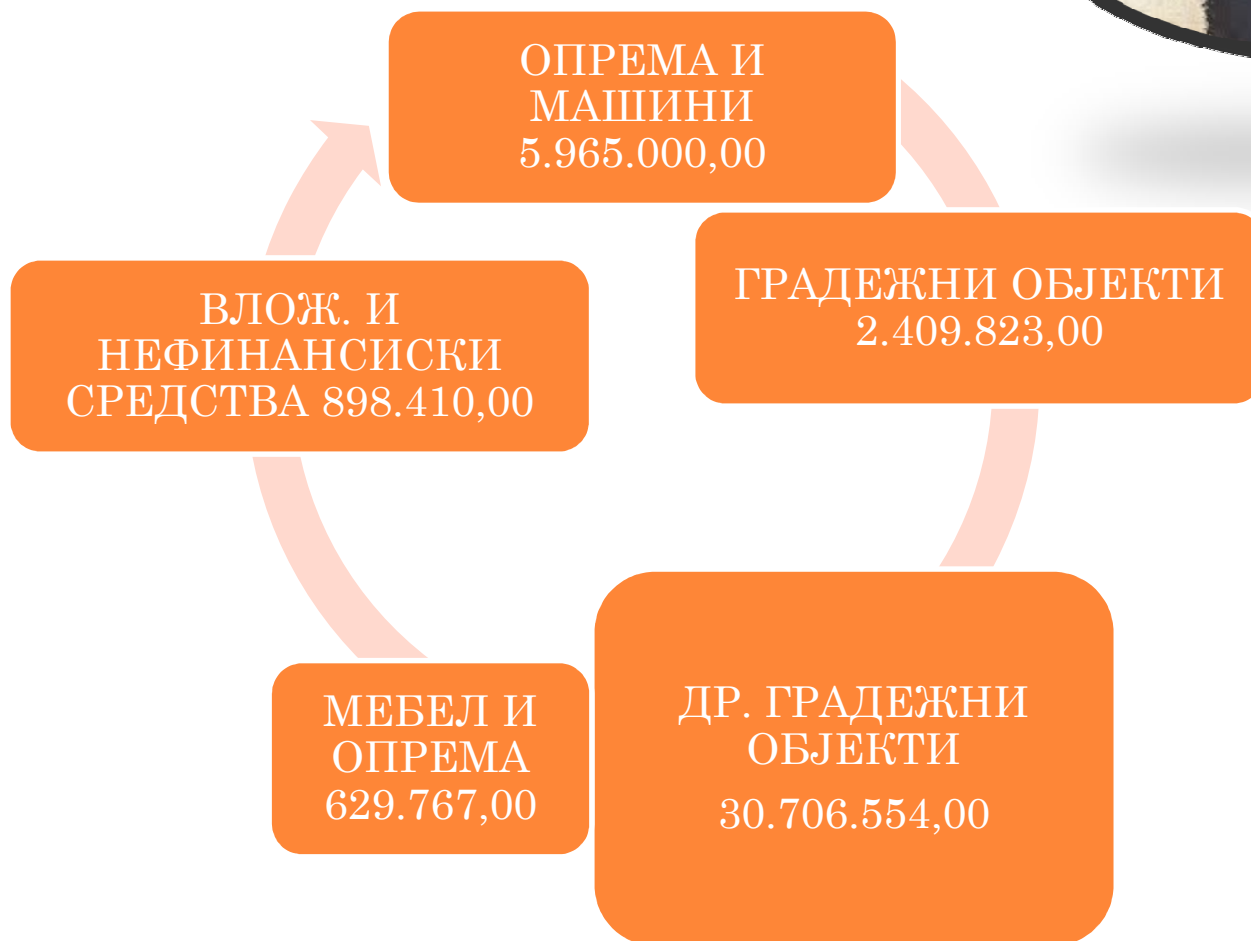 ОПРЕМА И
МАШИНИ
5.965.000,00
ГРАДЕЖНИ ОБЈЕКТИ
2.409.823,00
ДР. ГРАДЕЖНИ
ОБЈЕКТИ
30.706.554,00
МЕБЕЛ И
ОПРЕМА
629.767,00
ВЛОЖ. И
НЕФИНАНСИСКИ
СРЕДСТВА 898.410,00